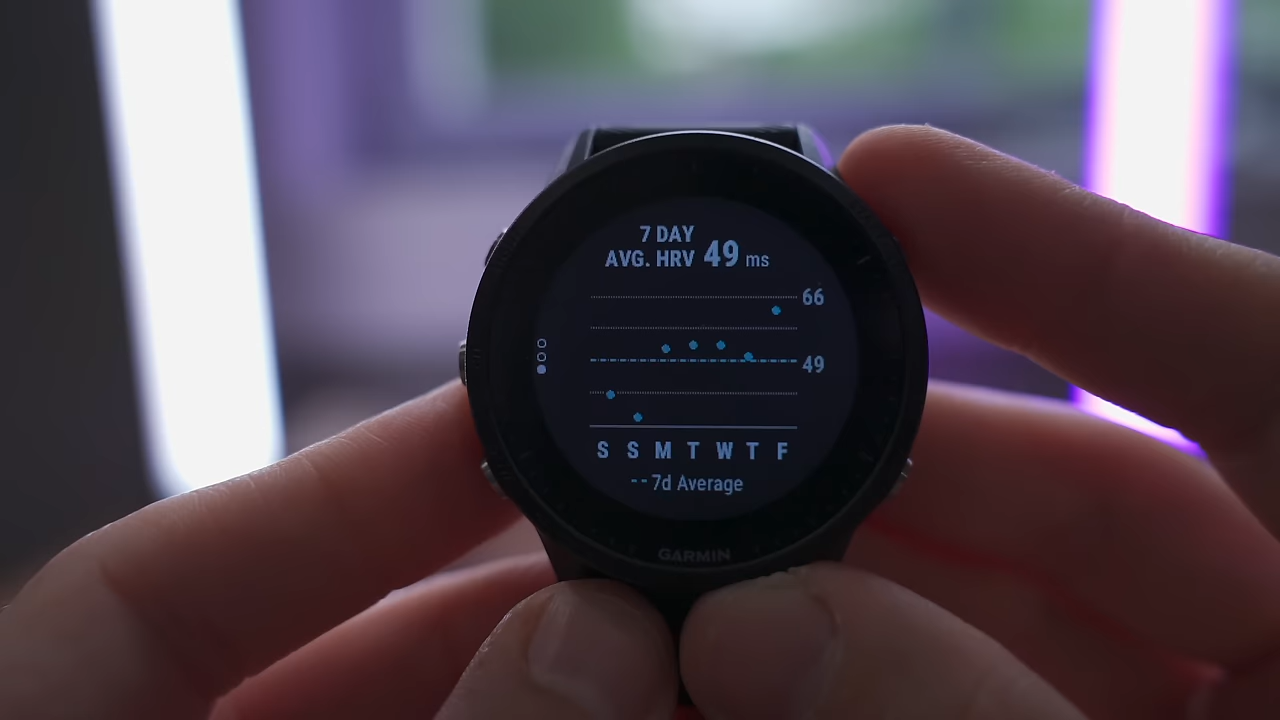 7 DAY
AVG. HRV 49 ms
66
49
S S M T W T F
-- 7d Average
GARMIN